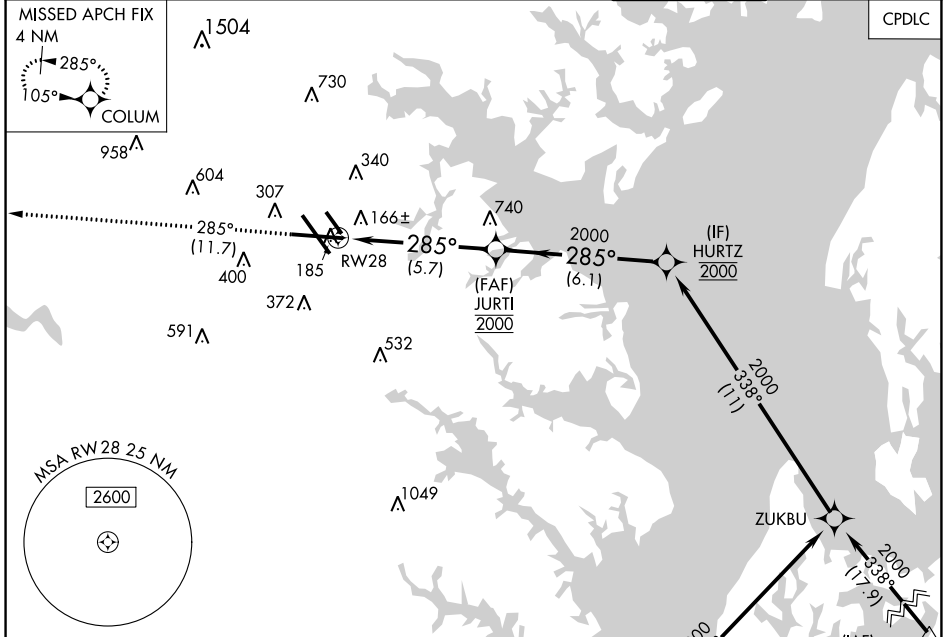 MISSED APCH FIX
4 NM
285°
105°
COLUM
1504
CPDLC
730
958
340
604
307
166±
740
2000
(IF)
HURTZ
2000
285°
(11.7)
285°
(5.7)
285°
(6.1)
RW28
185
400
(FAF)
JURTI
2000
372
591
532
2000
338°
(11)
MSA RW28 25 NM
2600
1049
ZUKBU
2000
338°
(17.9)